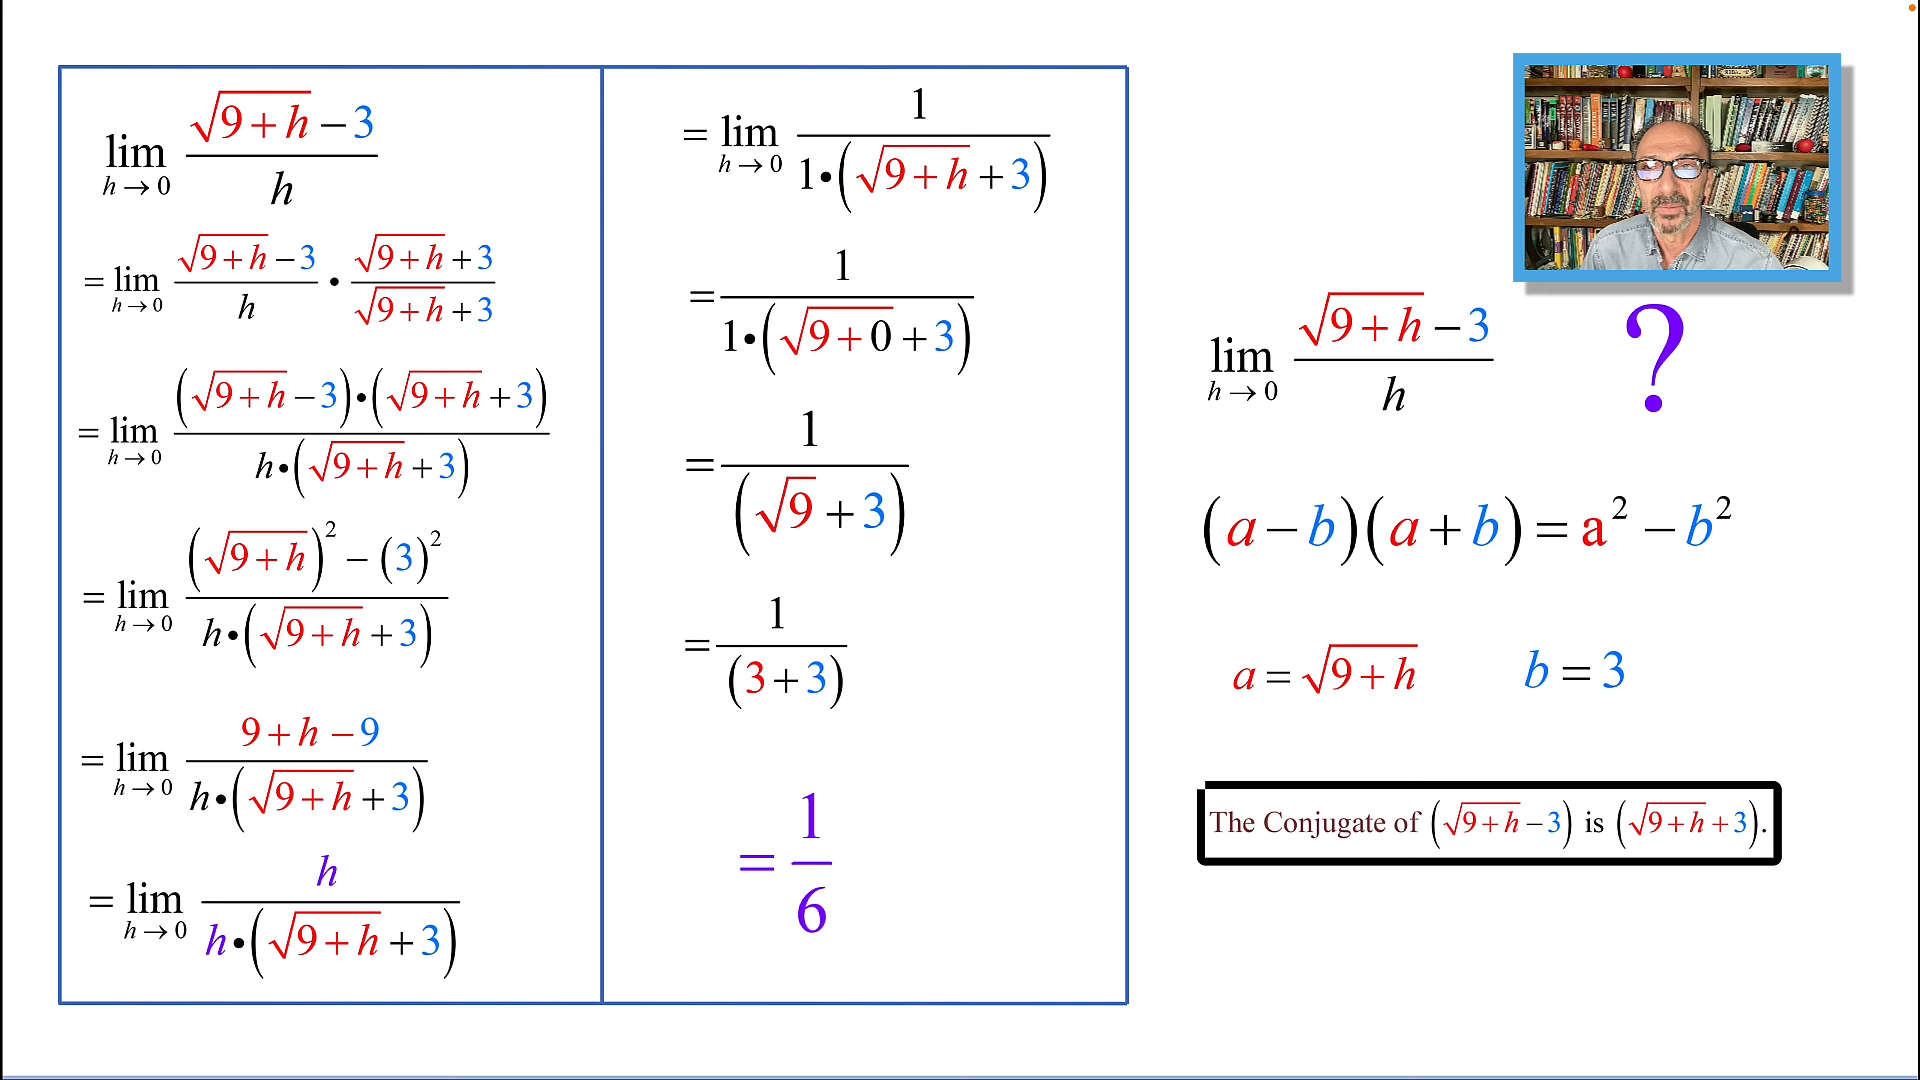 lim_{h→0} (√(9+h) − 3)/h
= lim_{h→0} (√(9+h) − 3)/h • (√(9+h) + 3)/(√(9+h) + 3)
= lim_{h→0} ((√(9+h) − 3)•(√(9+h) + 3))/(h•(√(9+h) + 3))
= lim_{h→0} ((√(9+h))² − (3)²)/(h•(√(9+h) + 3))
= lim_{h→0} (9+h − 9)/(h•(√(9+h) + 3))
= lim_{h→0} h/(h•(√(9+h) + 3))
= lim_{h→0} 1/(1•(√(9+h) + 3))
= 1/(1•(√(9+0) + 3))
= 1/(√9 + 3)
= 1/(3+3)
= 1/6
lim_{h→0} (√(9+h) − 3)/h ?
(a − b)(a + b) = a² − b²
a = √(9+h) b = 3
The Conjugate of (√(9+h) − 3) is (√(9+h) + 3).